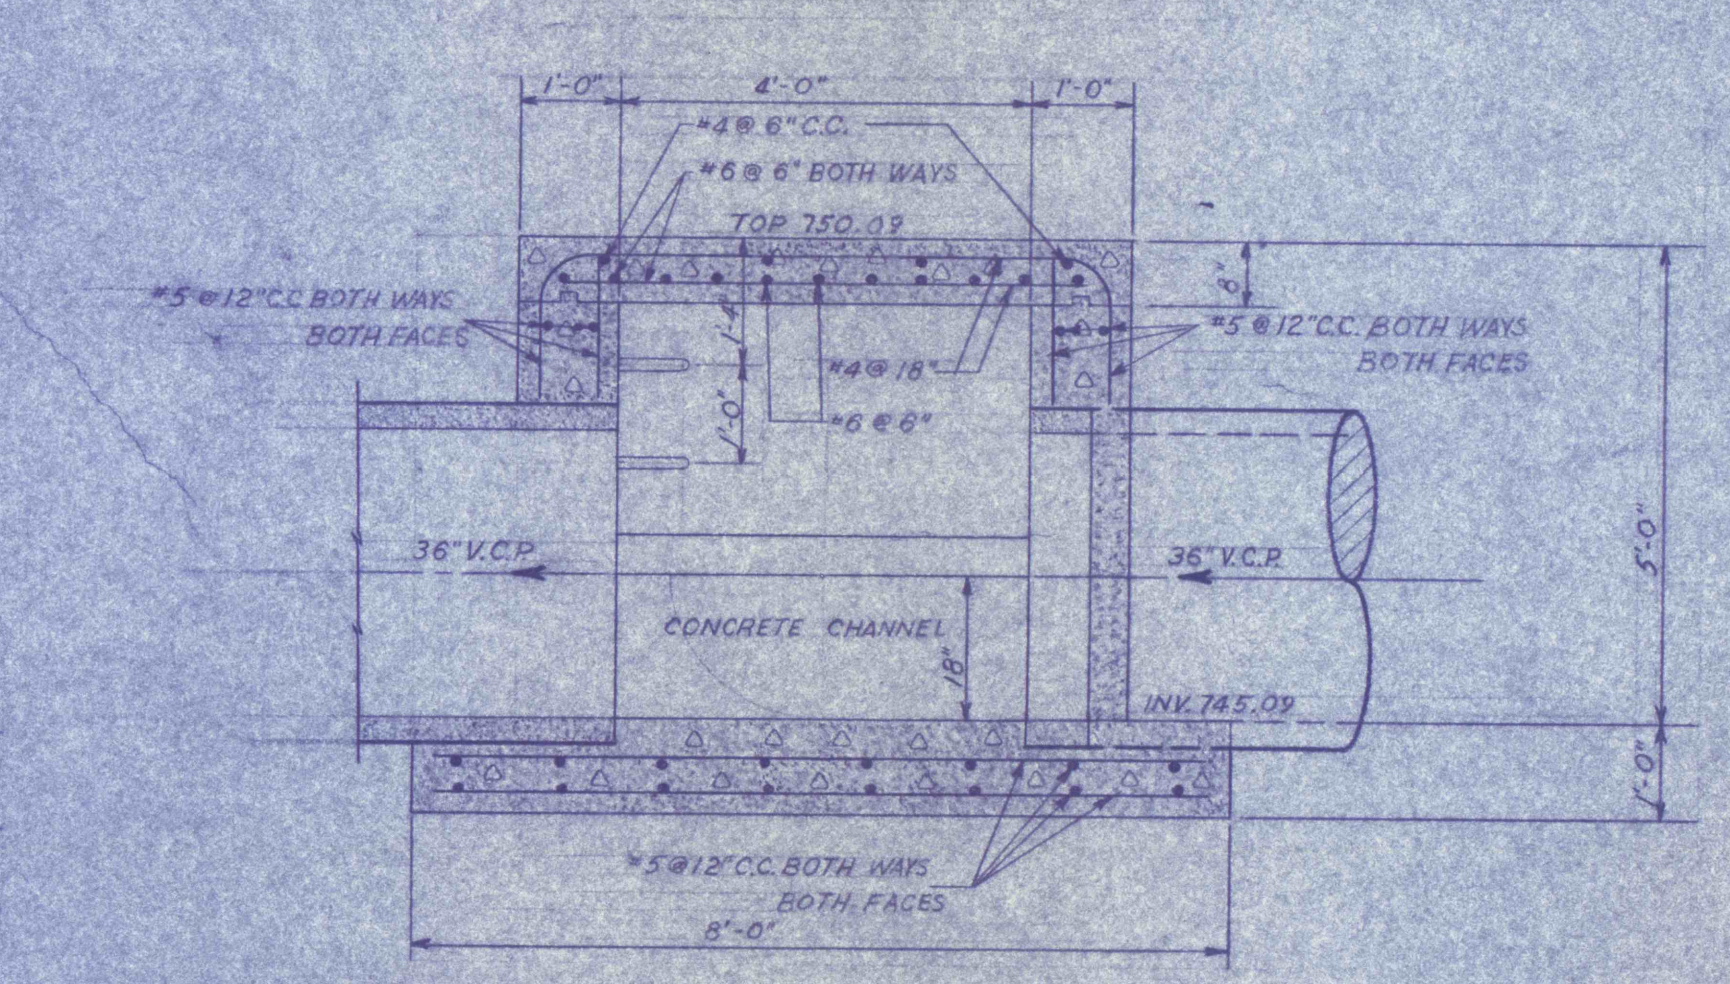 1'-0" 4'-0" 1'-0"
#4 @ 6" C.C.
#6 @ 6" BOTH WAYS
TOP 750.09
8"
#5 @ 12" C.C. BOTH WAYS
BOTH FACES
1'-4"
#5 @ 12" C.C. BOTH WAYS
BOTH FACES
#4 @ 18"
1'-0"
#6 @ 6"
36" V.C.P.
36" V.C.P.
5'-0"
CONCRETE CHANNEL
18"
INV. 745.09
1'-0"
#5 @ 12" C.C. BOTH WAYS
BOTH FACES
8'-0"